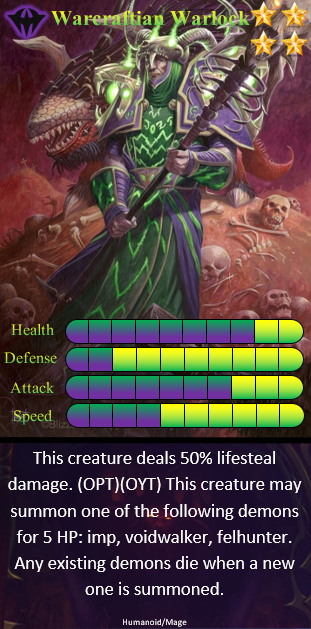 Warcraftian Warlock
Health
Defense
Attack
Speed
This creature deals 50% lifesteal
damage. (OPT)(OYT) This creature may
summon one of the following demons
for 5 HP: imp, voidwalker, felhunter.
Any existing demons die when a new
one is summoned.
Humanoid/Mage